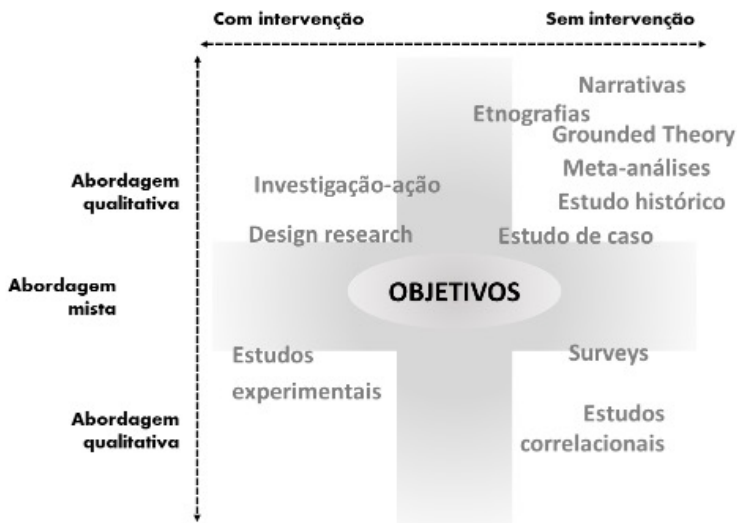 Com intervenção
Sem intervenção
Narrativas
Etnografias
Grounded Theory
Abordagem
qualitativa
Investigação-ação
Meta-análises
Estudo histórico
Design research
Estudo de caso
Abordagem
mista
OBJETIVOS
Estudos
experimentais
Surveys
Abordagem
qualitativa
Estudos
correlacionais